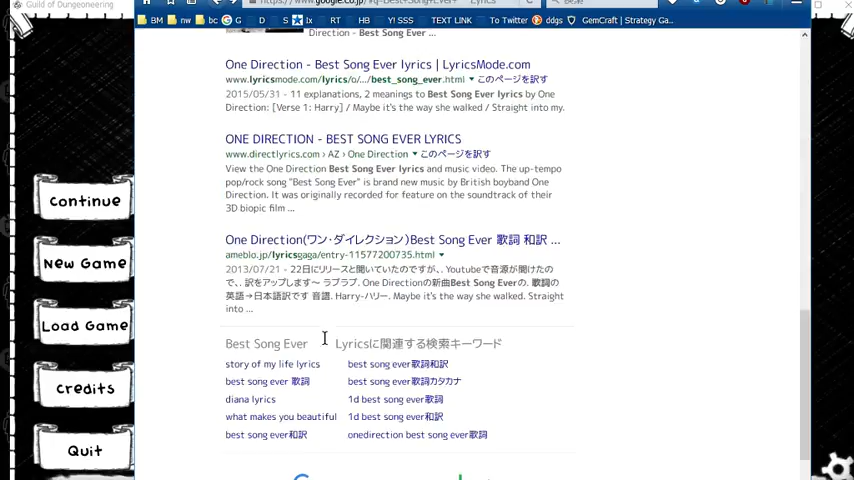 Guild of Dungeoneering
https://www.google.co.jp/
BM nw bc G D S lx RT HB Y! SSS TEXT LINK To Twitter ddgs GemCraft | Strategy Ga...
Direction - Best Song Ever ...
One Direction - Best Song Ever lyrics | LyricsMode.com
www.lyricsmode.com/lyrics/o/.../best_song_ever.html このページを訳す
2015/05/31 - 11 explanations, 2 meanings to Best Song Ever lyrics by One
Direction: [Verse 1: Harry] / Maybe it's the way she walked / Straight into my.
ONE DIRECTION - BEST SONG EVER LYRICS
www.directlyrics.com › AZ › One Direction このページを訳す
View the One Direction Best Song Ever lyrics and music video. The up-tempo
pop/rock song "Best Song Ever" is brand new music by British boyband One
Direction. It was originally recorded for feature on the soundtrack of their
3D biopic film ...
One Direction(ワン・ダイレクション)Best Song Ever 歌詞 和訳 ...
ameblo.jp/lyricsgaga/entry-11577200735.html
2013/07/21 - 22日にリリースと聞いていたのですが、、Youtubeで音源が聞けたの
で、、訳をアップします～ ラブラブ. One Directionの新曲Best Song Everの. 歌詞の
英語→日本語訳です 音譜. Harry-ハリー. Maybe it's the way she walked. Straight
into ...
Best Song Ever Lyricsに関連する検索キーワード
story of my life lyrics best song ever歌詞和訳
best song ever 歌詞 best song ever歌詞カタカナ
diana lyrics 1d best song ever歌詞
what makes you beautiful 1d best song ever和訳
best song ever和訳 onedirection best song ever歌詞
Continue
New Game
Load Game
credits
Quit